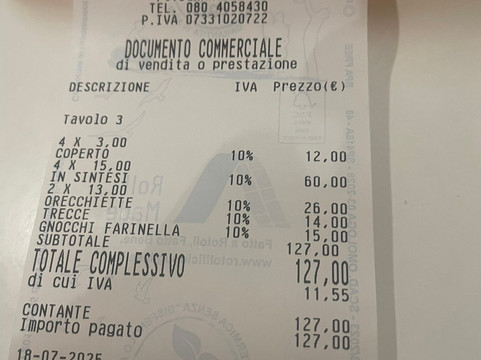 TEL. 080 4058430
P.IVA 07331020722
DOCUMENTO COMMERCIALE
di vendita o prestazione
DESCRIZIONE IVA Prezzo(€)
Tavolo 3
4 X 3,00
COPERTO 10% 12,00
4 X 15,00
IN SINTESI 10% 60,00
2 X 13,00
ORECCHIETTE 10% 26,00
TRECCE 10% 14,00
GNOCCHI FARINELLA 10% 15,00
SUBTOTALE 127,00
TOTALE COMPLESSIVO 127,00
di cui IVA 11,55
CONTANTE 127,00
Importo pagato 127,00
18-07-2025